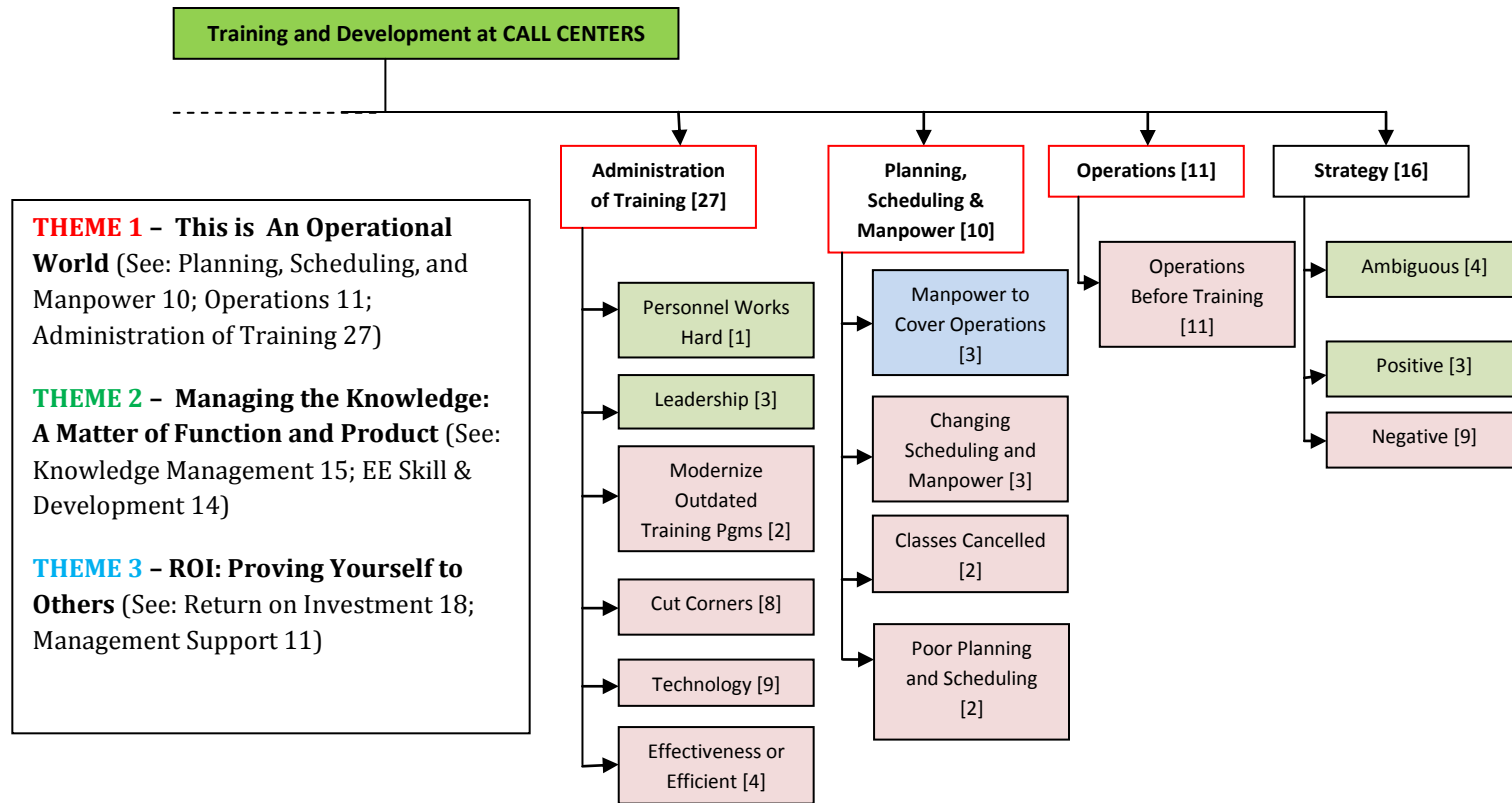 Training and Development at CALL CENTERS
Administration
of Training [27]
Planning,
Scheduling &
Manpower [10]
Operations [11]
Strategy [16]
THEME 1 – This is An Operational
World (See: Planning, Scheduling, and
Manpower 10; Operations 11;
Administration of Training 27)
THEME 2 – Managing the Knowledge:
A Matter of Function and Product (See:
Knowledge Management 15; EE Skill &
Development 14)
THEME 3 – ROI: Proving Yourself to
Others (See: Return on Investment 18;
Management Support 11)
Personnel Works
Hard [1]
Leadership [3]
Modernize
Outdated
Training Pgms [2]
Cut Corners [8]
Technology [9]
Effectiveness or
Efficient [4]
Manpower to
Cover Operations
[3]
Changing
Scheduling and
Manpower [3]
Classes Cancelled
[2]
Poor Planning
and Scheduling
[2]
Operations
Before Training
[11]
Ambiguous [4]
Positive [3]
Negative [9]